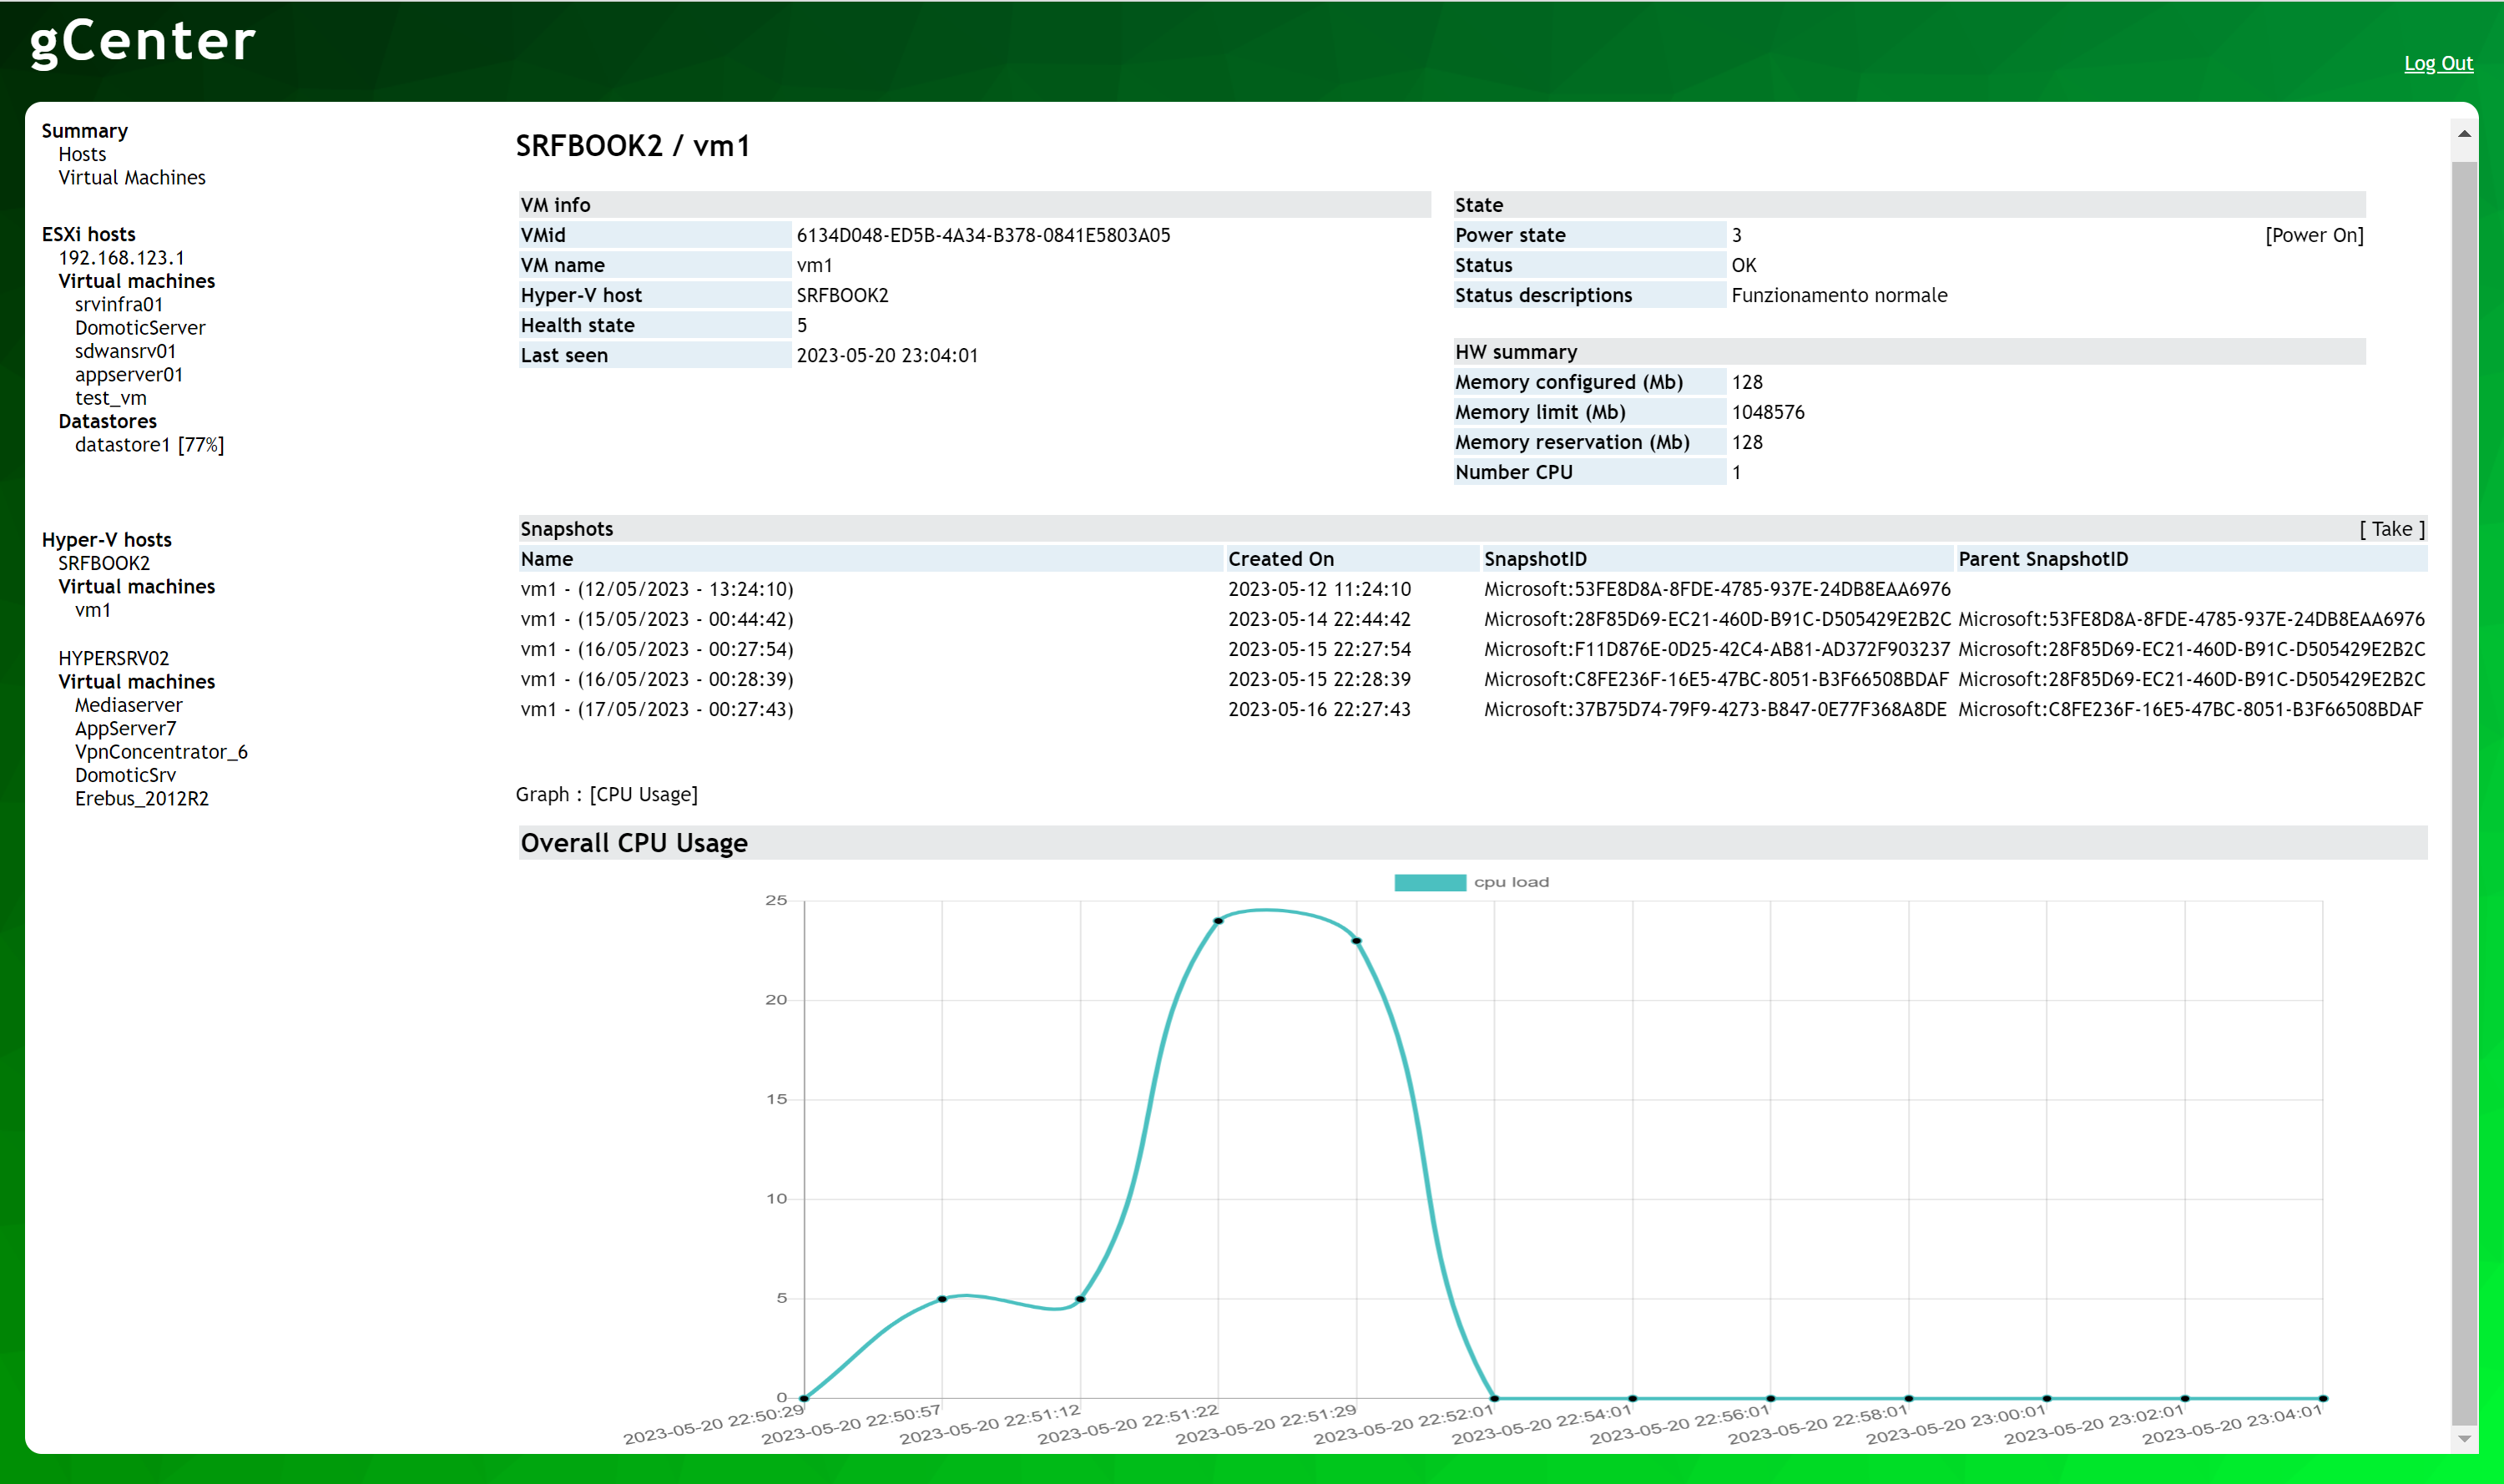 gCenter
Log Out
Summary
Hosts
Virtual Machines
ESXi hosts
192.168.123.1
Virtual machines
srvinfra01
DomoticServer
sdwansrv01
appserver01
test_vm
Datastores
datastore1 [77%]
Hyper-V hosts
SRFBOOK2
Virtual machines
vm1
HYPERSRV02
Virtual machines
Mediaserver
AppServer7
VpnConcentrator_6
DomoticSrv
Erebus_2012R2
SRFBOOK2 / vm1
VM info
VMid 6134D048-ED5B-4A34-B378-0841E5803A05
VM name vm1
Hyper-V host SRFBOOK2
Health state 5
Last seen 2023-05-20 23:04:01
State
Power state 3 [Power On]
Status OK
Status descriptions Funzionamento normale
HW summary
Memory configured (Mb) 128
Memory limit (Mb) 1048576
Memory reservation (Mb) 128
Number CPU 1
Snapshots [ Take ]
Name Created On SnapshotID Parent SnapshotID
vm1 - (12/05/2023 - 13:24:10) 2023-05-12 11:24:10 Microsoft:53FE8D8A-8FDE-4785-937E-24DB8EAA6976
vm1 - (15/05/2023 - 00:44:42) 2023-05-14 22:44:42 Microsoft:28F85D69-EC21-460D-B91C-D505429E2B2C Microsoft:53FE8D8A-8FDE-4785-937E-24DB8EAA6976
vm1 - (16/05/2023 - 00:27:54) 2023-05-15 22:27:54 Microsoft:F11D876E-0D25-42C4-AB81-AD372F903237 Microsoft:28F85D69-EC21-460D-B91C-D505429E2B2C
vm1 - (16/05/2023 - 00:28:39) 2023-05-15 22:28:39 Microsoft:C8FE236F-16E5-47BC-8051-B3F66508BDAF Microsoft:28F85D69-EC21-460D-B91C-D505429E2B2C
vm1 - (17/05/2023 - 00:27:43) 2023-05-16 22:27:43 Microsoft:37B75D74-79F9-4273-B847-0E77F368A8DE Microsoft:C8FE236F-16E5-47BC-8051-B3F66508BDAF
Graph : [CPU Usage]
Overall CPU Usage
cpu load
25
20
15
10
5
0
2023-05-20 22:50:29
2023-05-20 22:50:57
2023-05-20 22:51:12
2023-05-20 22:51:22
2023-05-20 22:51:29
2023-05-20 22:52:01
2023-05-20 22:54:01
2023-05-20 22:56:01
2023-05-20 22:58:01
2023-05-20 23:00:01
2023-05-20 23:02:01
2023-05-20 23:04:01